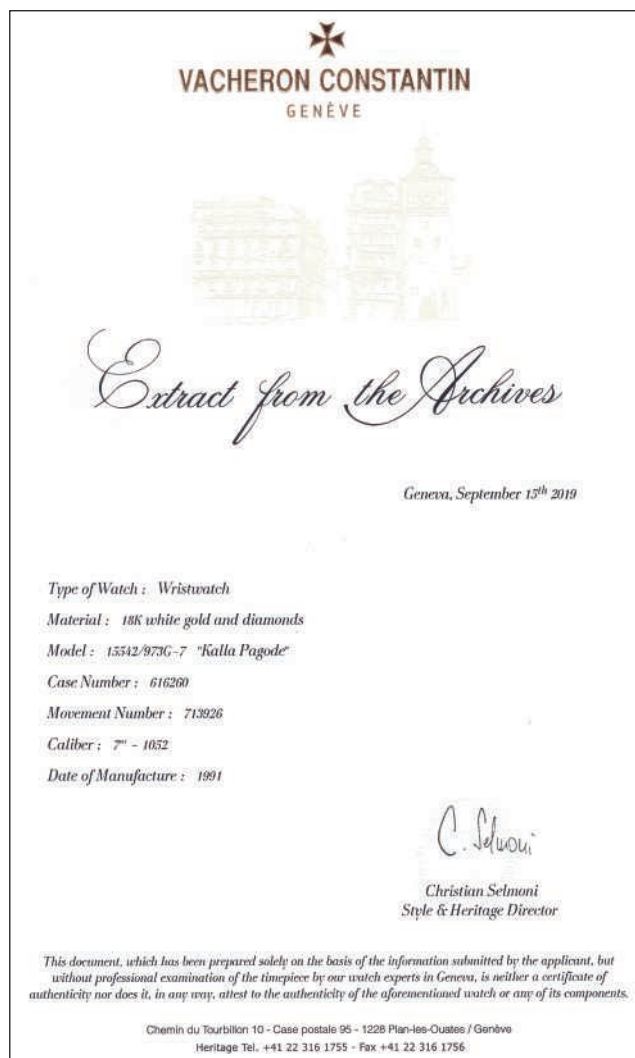 VACHERON CONSTANTIN
GENÈVE
Extract from the Archives
Geneva, September 15th 2019
Type of Watch : Wristwatch
Material : 18K white gold and diamonds
Model : 15542/973G-7 "Kalla Pagode"
Case Number : 616260
Movement Number : 713926
Caliber : 7''' - 1052
Date of Manufacture : 1991
C. Selmoni
Christian Selmoni
Style & Heritage Director
This document, which has been prepared solely on the basis of the information submitted by the applicant, but
without professional examination of the timepiece by our watch experts in Geneva, is neither a certificate of
authenticity nor does it, in any way, attest to the authenticity of the aforementioned watch or any of its components.
Chemin du Tourbillon 10 - Case postale 95 - 1228 Plan-les-Ouates / Genève
Heritage Tel. +41 22 316 1755 - Fax +41 22 316 1756